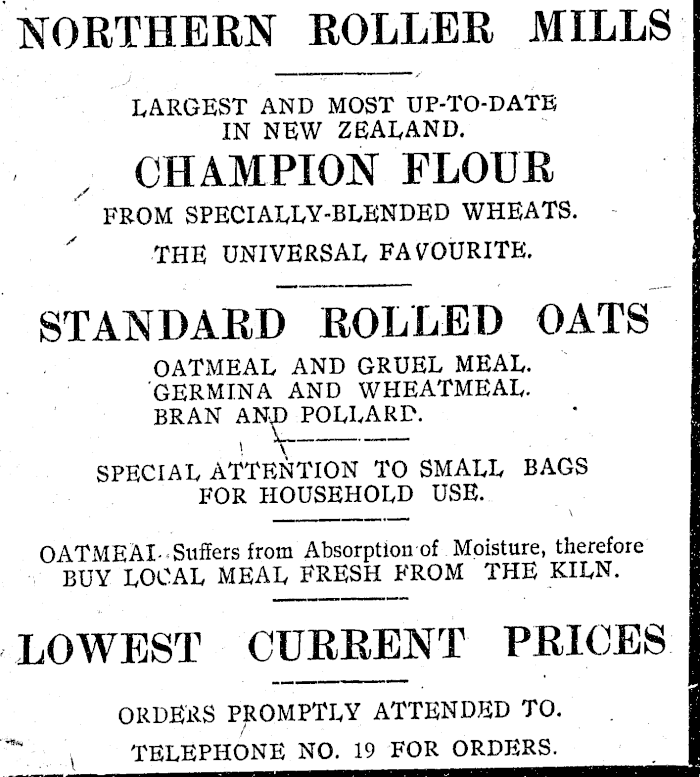 NORTHERN ROLLER MILLS
LARGEST AND MOST UP-TO-DATE
IN NEW ZEALAND.
CHAMPION FLOUR
FROM SPECIALLY-BLENDED WHEATS.
THE UNIVERSAL FAVOURITE.
STANDARD ROLLED OATS
OATMEAL AND GRUEL MEAL.
GERMINA AND WHEATMEAL.
BRAN AND POLLARD.
SPECIAL ATTENTION TO SMALL BAGS
FOR HOUSEHOLD USE.
OATMEAL Suffers from Absorption of Moisture, therefore
BUY LOCAL MEAL FRESH FROM THE KILN.
LOWEST CURRENT PRICES
ORDERS PROMPTLY ATTENDED TO.
TELEPHONE NO. 19 FOR ORDERS.